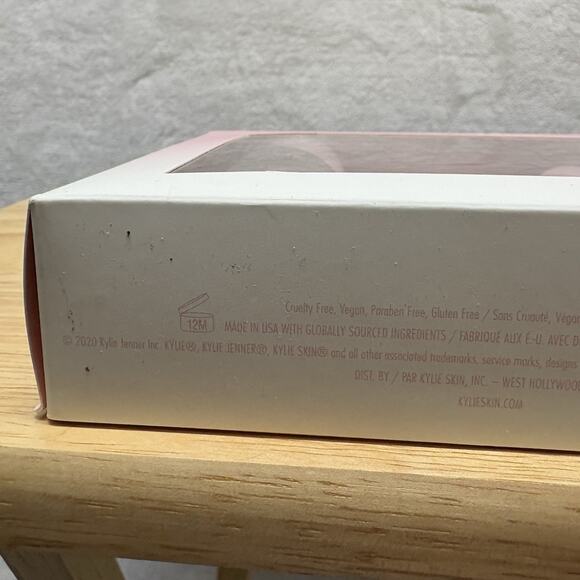 Cruelty Free, Vegan, Paraben Free, Gluten Free / Sans Cruauté, Végan
12M
MADE IN USA WITH GLOBALLY SOURCED INGREDIENTS / FABRIQUÉ AUX É.-U. AVEC D
© 2020 Kylie Jenner Inc. KYLIE®, KYLIE JENNER®, KYLIE SKIN® and all other associated trademarks, service marks, designs
DIST. BY / PAR KYLIE SKIN, INC. – WEST HOLLYWOO
KYLIESKIN.COM